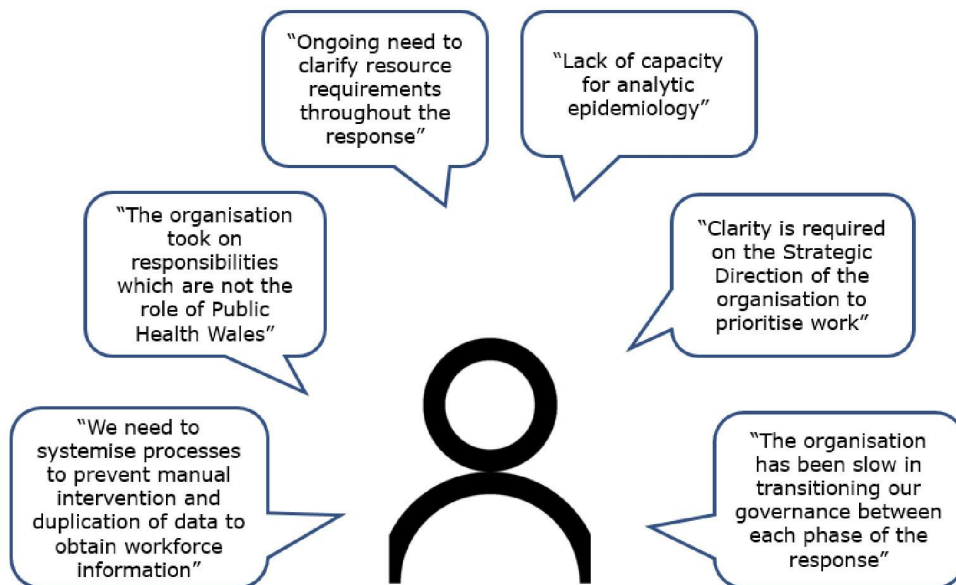 “Ongoing need to
clarify resource
requirements
throughout the
response”
“Lack of capacity
for analytic
epidemiology”
“The organisation
took on
responsibilities
which are not the
role of Public
Health Wales”
“Clarity is required
on the Strategic
Direction of the
organisation to
prioritise work”
“We need to
systemise processes
to prevent manual
intervention and
duplication of data to
obtain workforce
information”
“The organisation
has been slow in
transitioning our
governance between
each phase of the
response”